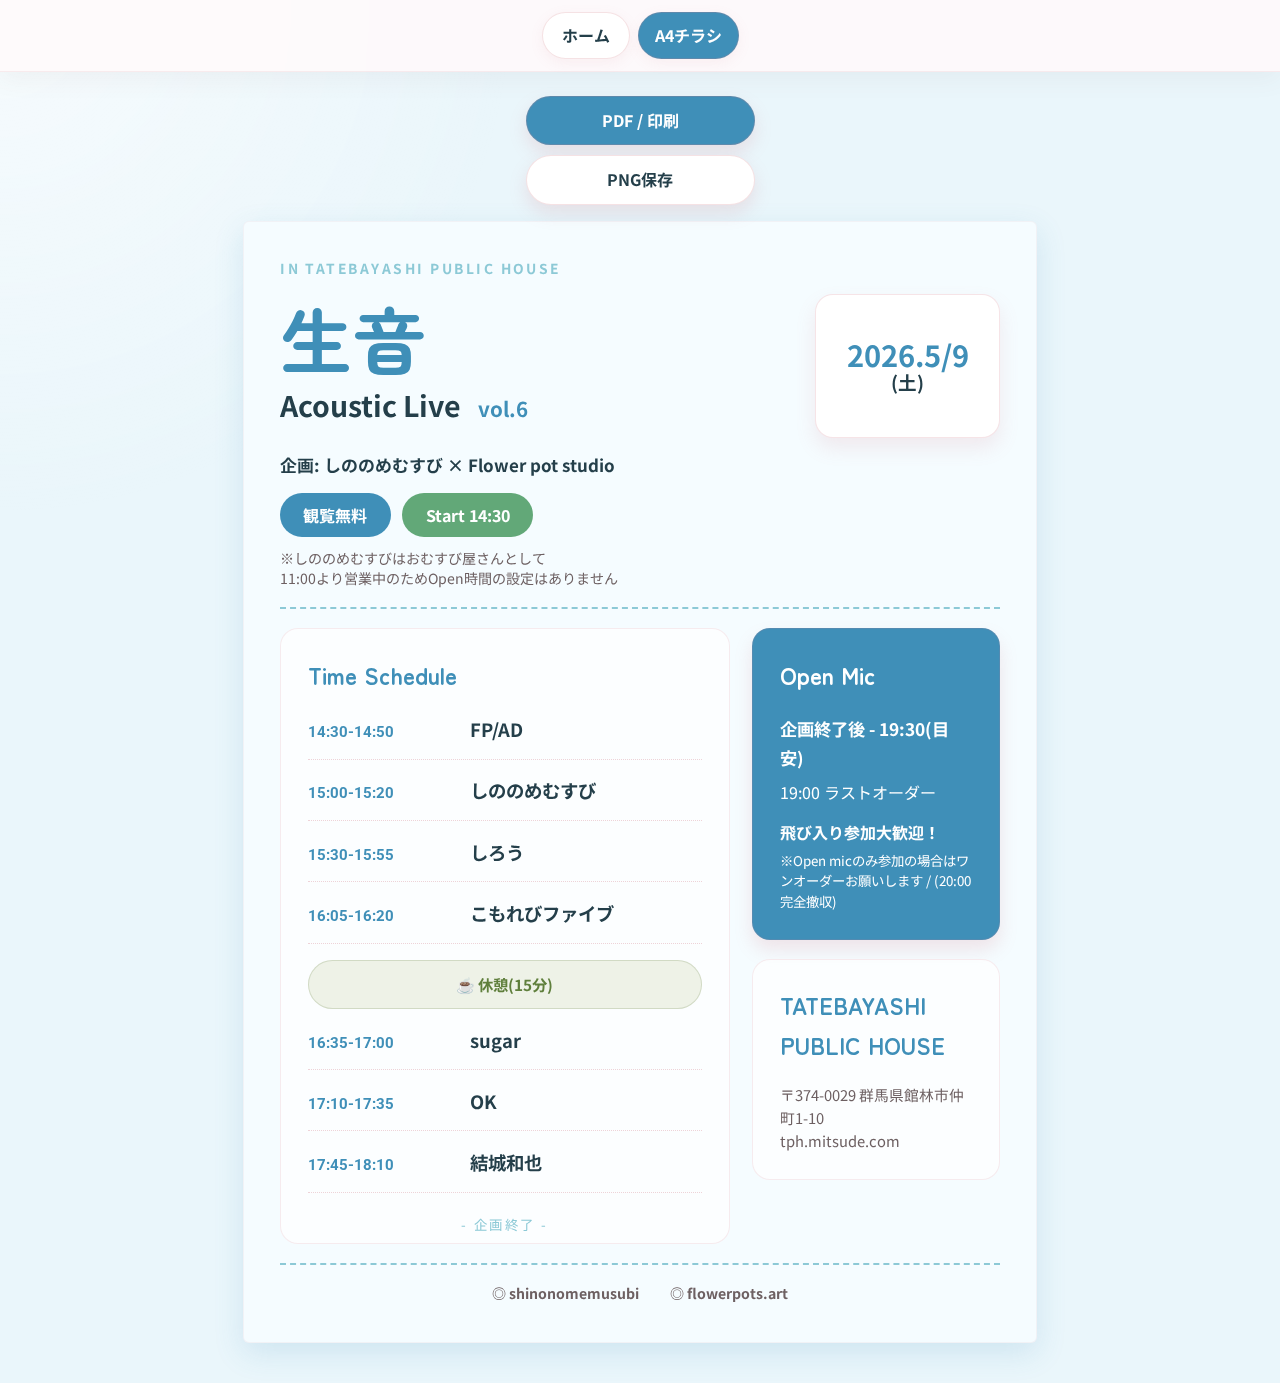 ホーム
A4チラシ
PDF / 印刷
PNG保存
IN TATEBAYASHI PUBLIC HOUSE
生音
Acoustic Live vol.6
2026.5/9
(土)
企画: しののめむすび × Flower pot studio
観覧無料
Start 14:30
※しののめむすびはおむすび屋さんとして
11:00より営業中のためOpen時間の設定はありません
Time Schedule
14:30-14:50 FP/AD
15:00-15:20 しののめむすび
15:30-15:55 しろう
16:05-16:20 こもれびファイブ
☕ 休憩(15分)
16:35-17:00 sugar
17:10-17:35 OK
17:45-18:10 結城和也
- 企画終了 -
Open Mic
企画終了後 - 19:30(目
安)
19:00 ラストオーダー
飛び入り参加大歓迎！
※Open micのみ参加の場合はワ
ンオーダーお願いします / (20:00
完全撤収)
TATEBAYASHI
PUBLIC HOUSE
〒374-0029 群馬県館林市仲
町1-10
tph.mitsude.com
◎ shinonomemusubi
◎ flowerpots.art